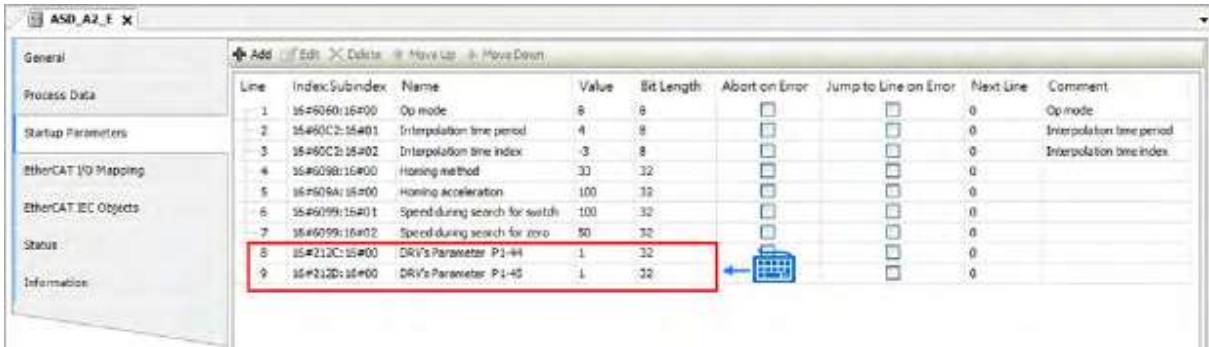 ASD_A2_E
General
Process Data
Startup Parameters
EtherCAT I/O Mapping
EtherCAT IEC Objects
Status
Information
Add Edit Delete Move Up Move Down
Line Index:Subindex Name Value Bit Length Abort on Error Jump to Line on Error Next Line Comment
1 16#6060:16#00 Op mode 8 8 0 Op mode
2 16#60C2:16#01 Interpolation time period 4 8 0 Interpolation time period
3 16#60C2:16#02 Interpolation time index -3 8 0 Interpolation time index
4 16#6098:16#00 Homing method 33 32 0
5 16#609A:16#00 Homing acceleration 100 32 0
6 16#6099:16#01 Speed during search for switch 100 32 0
7 16#6099:16#02 Speed during search for zero 50 32 0
8 16#212C:16#00 DRV's Parameter P1-44 1 32 0
9 16#212D:16#00 DRV's Parameter P1-45 1 32 0